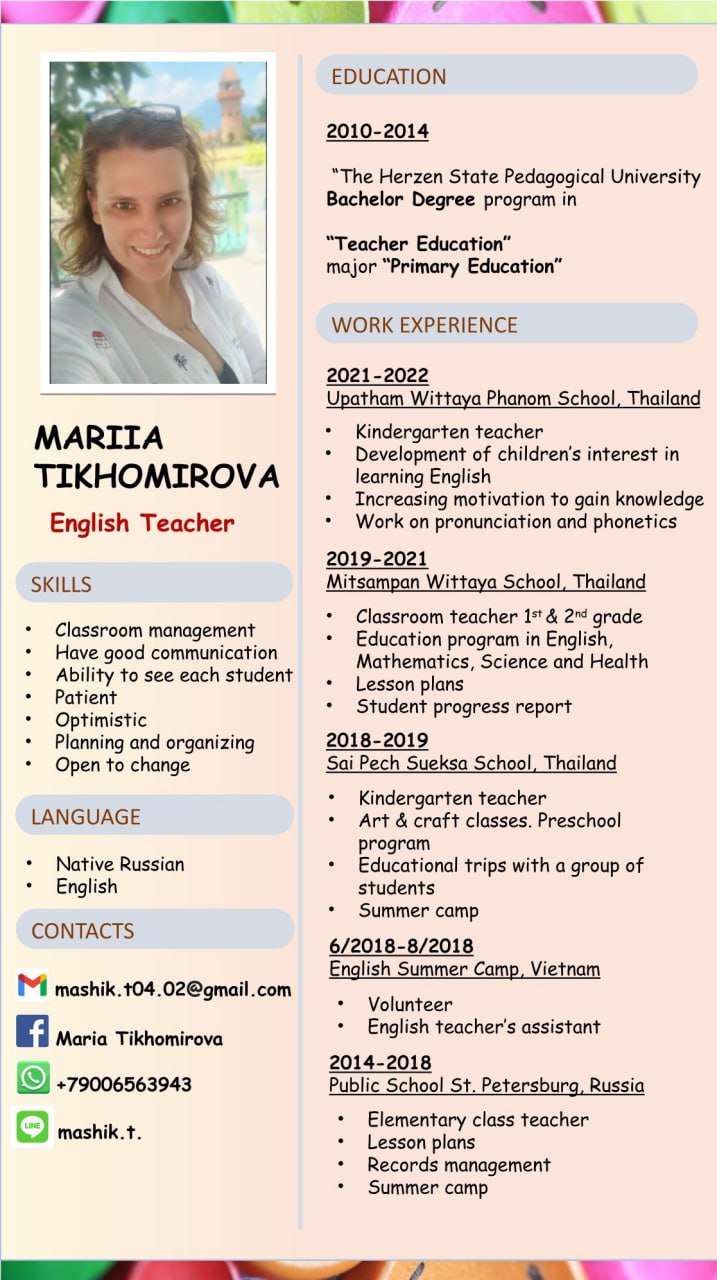 MARIIA
TIKHOMIROVA
English Teacher
SKILLS
• Classroom management
• Have good communication
• Ability to see each student
• Patient
• Optimistic
• Planning and organizing
• Open to change
LANGUAGE
• Native Russian
• English
CONTACTS
mashik.t04.02@gmail.com
Maria Tikhomirova
+79006563943
LINE
mashik.t.
EDUCATION
2010-2014
“The Herzen State Pedagogical University
Bachelor Degree program in
“Teacher Education”
major “Primary Education”
WORK EXPERIENCE
2021-2022
Upatham Wittaya Phanom School, Thailand
• Kindergarten teacher
• Development of children’s interest in
learning English
• Increasing motivation to gain knowledge
• Work on pronunciation and phonetics
2019-2021
Mitsampan Wittaya School, Thailand
• Classroom teacher 1st & 2nd grade
• Education program in English,
Mathematics, Science and Health
• Lesson plans
• Student progress report
2018-2019
Sai Pech Sueksa School, Thailand
• Kindergarten teacher
• Art & craft classes. Preschool
program
• Educational trips with a group of
students
• Summer camp
6/2018-8/2018
English Summer Camp, Vietnam
• Volunteer
• English teacher’s assistant
2014-2018
Public School St. Petersburg, Russia
• Elementary class teacher
• Lesson plans
• Records management
• Summer camp